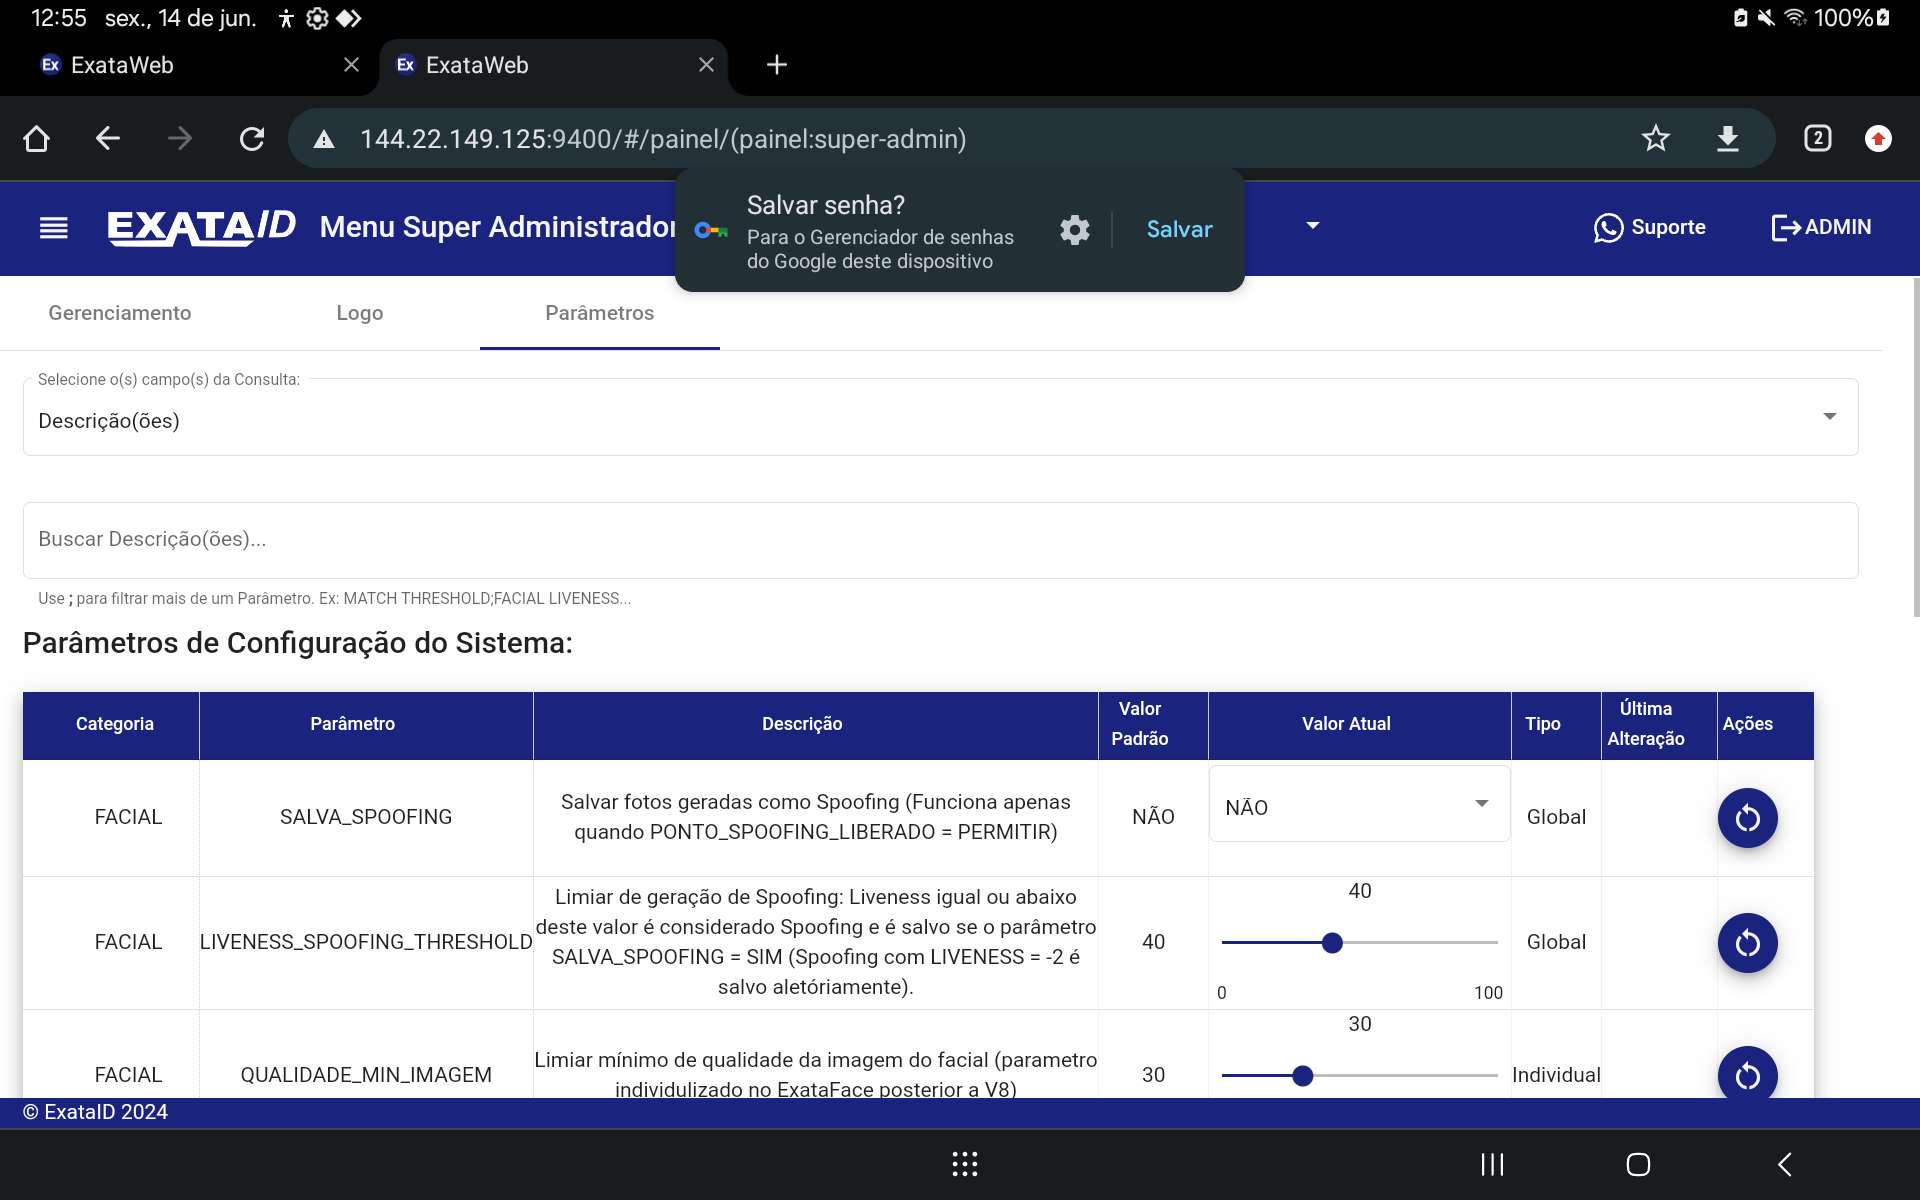 12:55 sex., 14 de jun.
100%
Ex ExataWeb
Ex ExataWeb
144.22.149.125:9400/#/painel/(painel:super-admin)
2
EXATAID Menu Super Administrador
Salvar senha?
Para o Gerenciador de senhas
do Google deste dispositivo
Salvar
Suporte
ADMIN
Gerenciamento Logo Parâmetros
Selecione o(s) campo(s) da Consulta:
Descrição(ões)
Buscar Descrição(ões)...
Use ; para filtrar mais de um Parâmetro. Ex: MATCH THRESHOLD;FACIAL LIVENESS...
Parâmetros de Configuração do Sistema:
Categoria Parâmetro Descrição Valor Padrão Valor Atual Tipo Última Alteração Ações
FACIAL SALVA_SPOOFING
Salvar fotos geradas como Spoofing (Funciona apenas
quando PONTO_SPOOFING_LIBERADO = PERMITIR)
NÃO NÃO Global
FACIAL LIVENESS_SPOOFING_THRESHOLD
Limiar de geração de Spoofing: Liveness igual ou abaixo
deste valor é considerado Spoofing e é salvo se o parâmetro
SALVA_SPOOFING = SIM (Spoofing com LIVENESS = -2 é
salvo aletóriamente).
40 40 Global
0 100
FACIAL QUALIDADE_MIN_IMAGEM
Limiar mínimo de qualidade da imagem do facial (parametro
individulizado no ExataFace posterior a V8)
30 30 Individual
© ExataID 2024